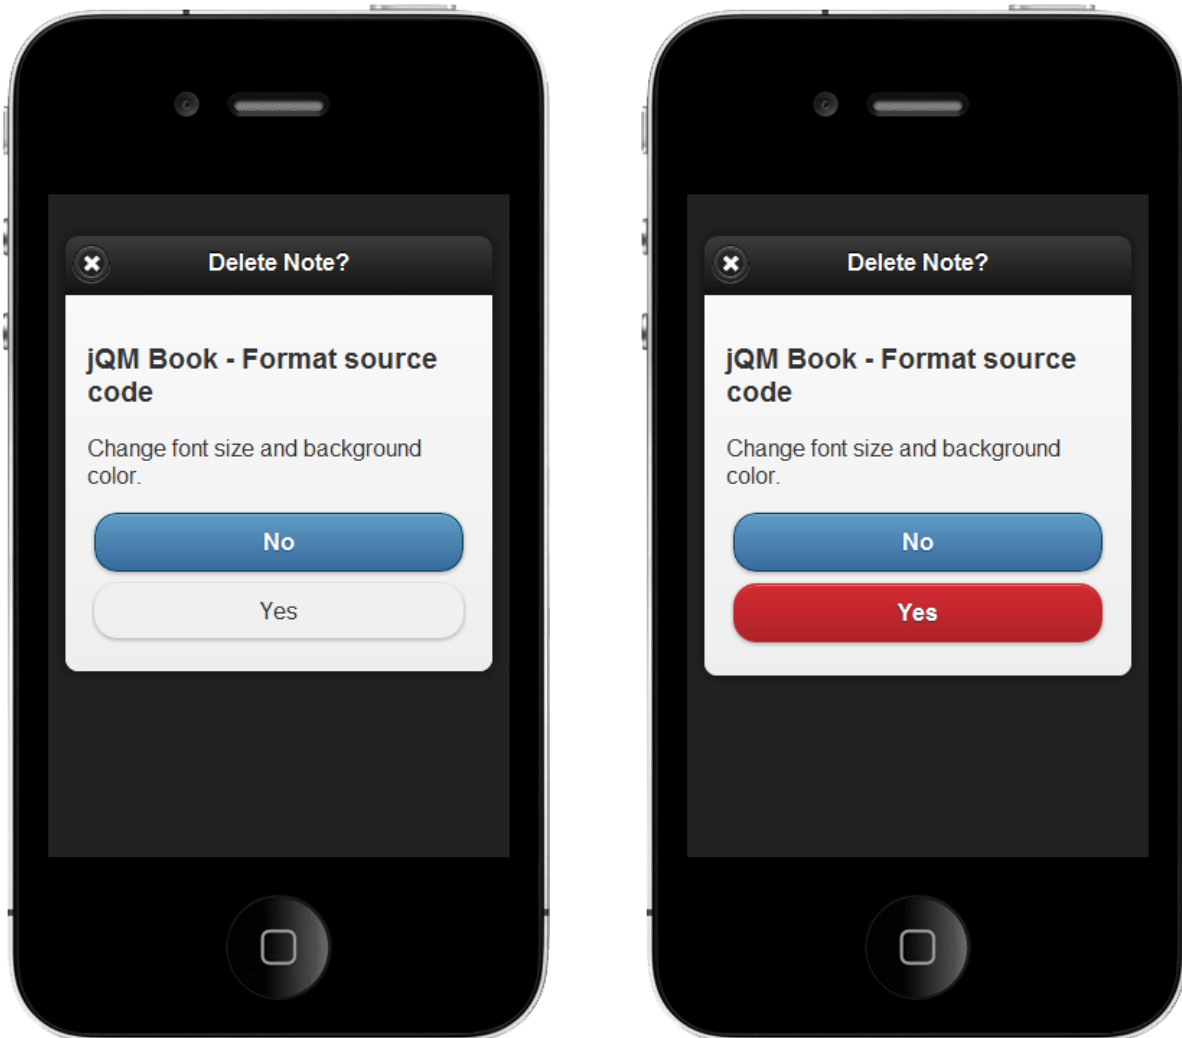 Delete Note?
jQM Book - Format source
code
Change font size and background
color.
No
Yes
Delete Note?
jQM Book - Format source
code
Change font size and background
color.
No
Yes